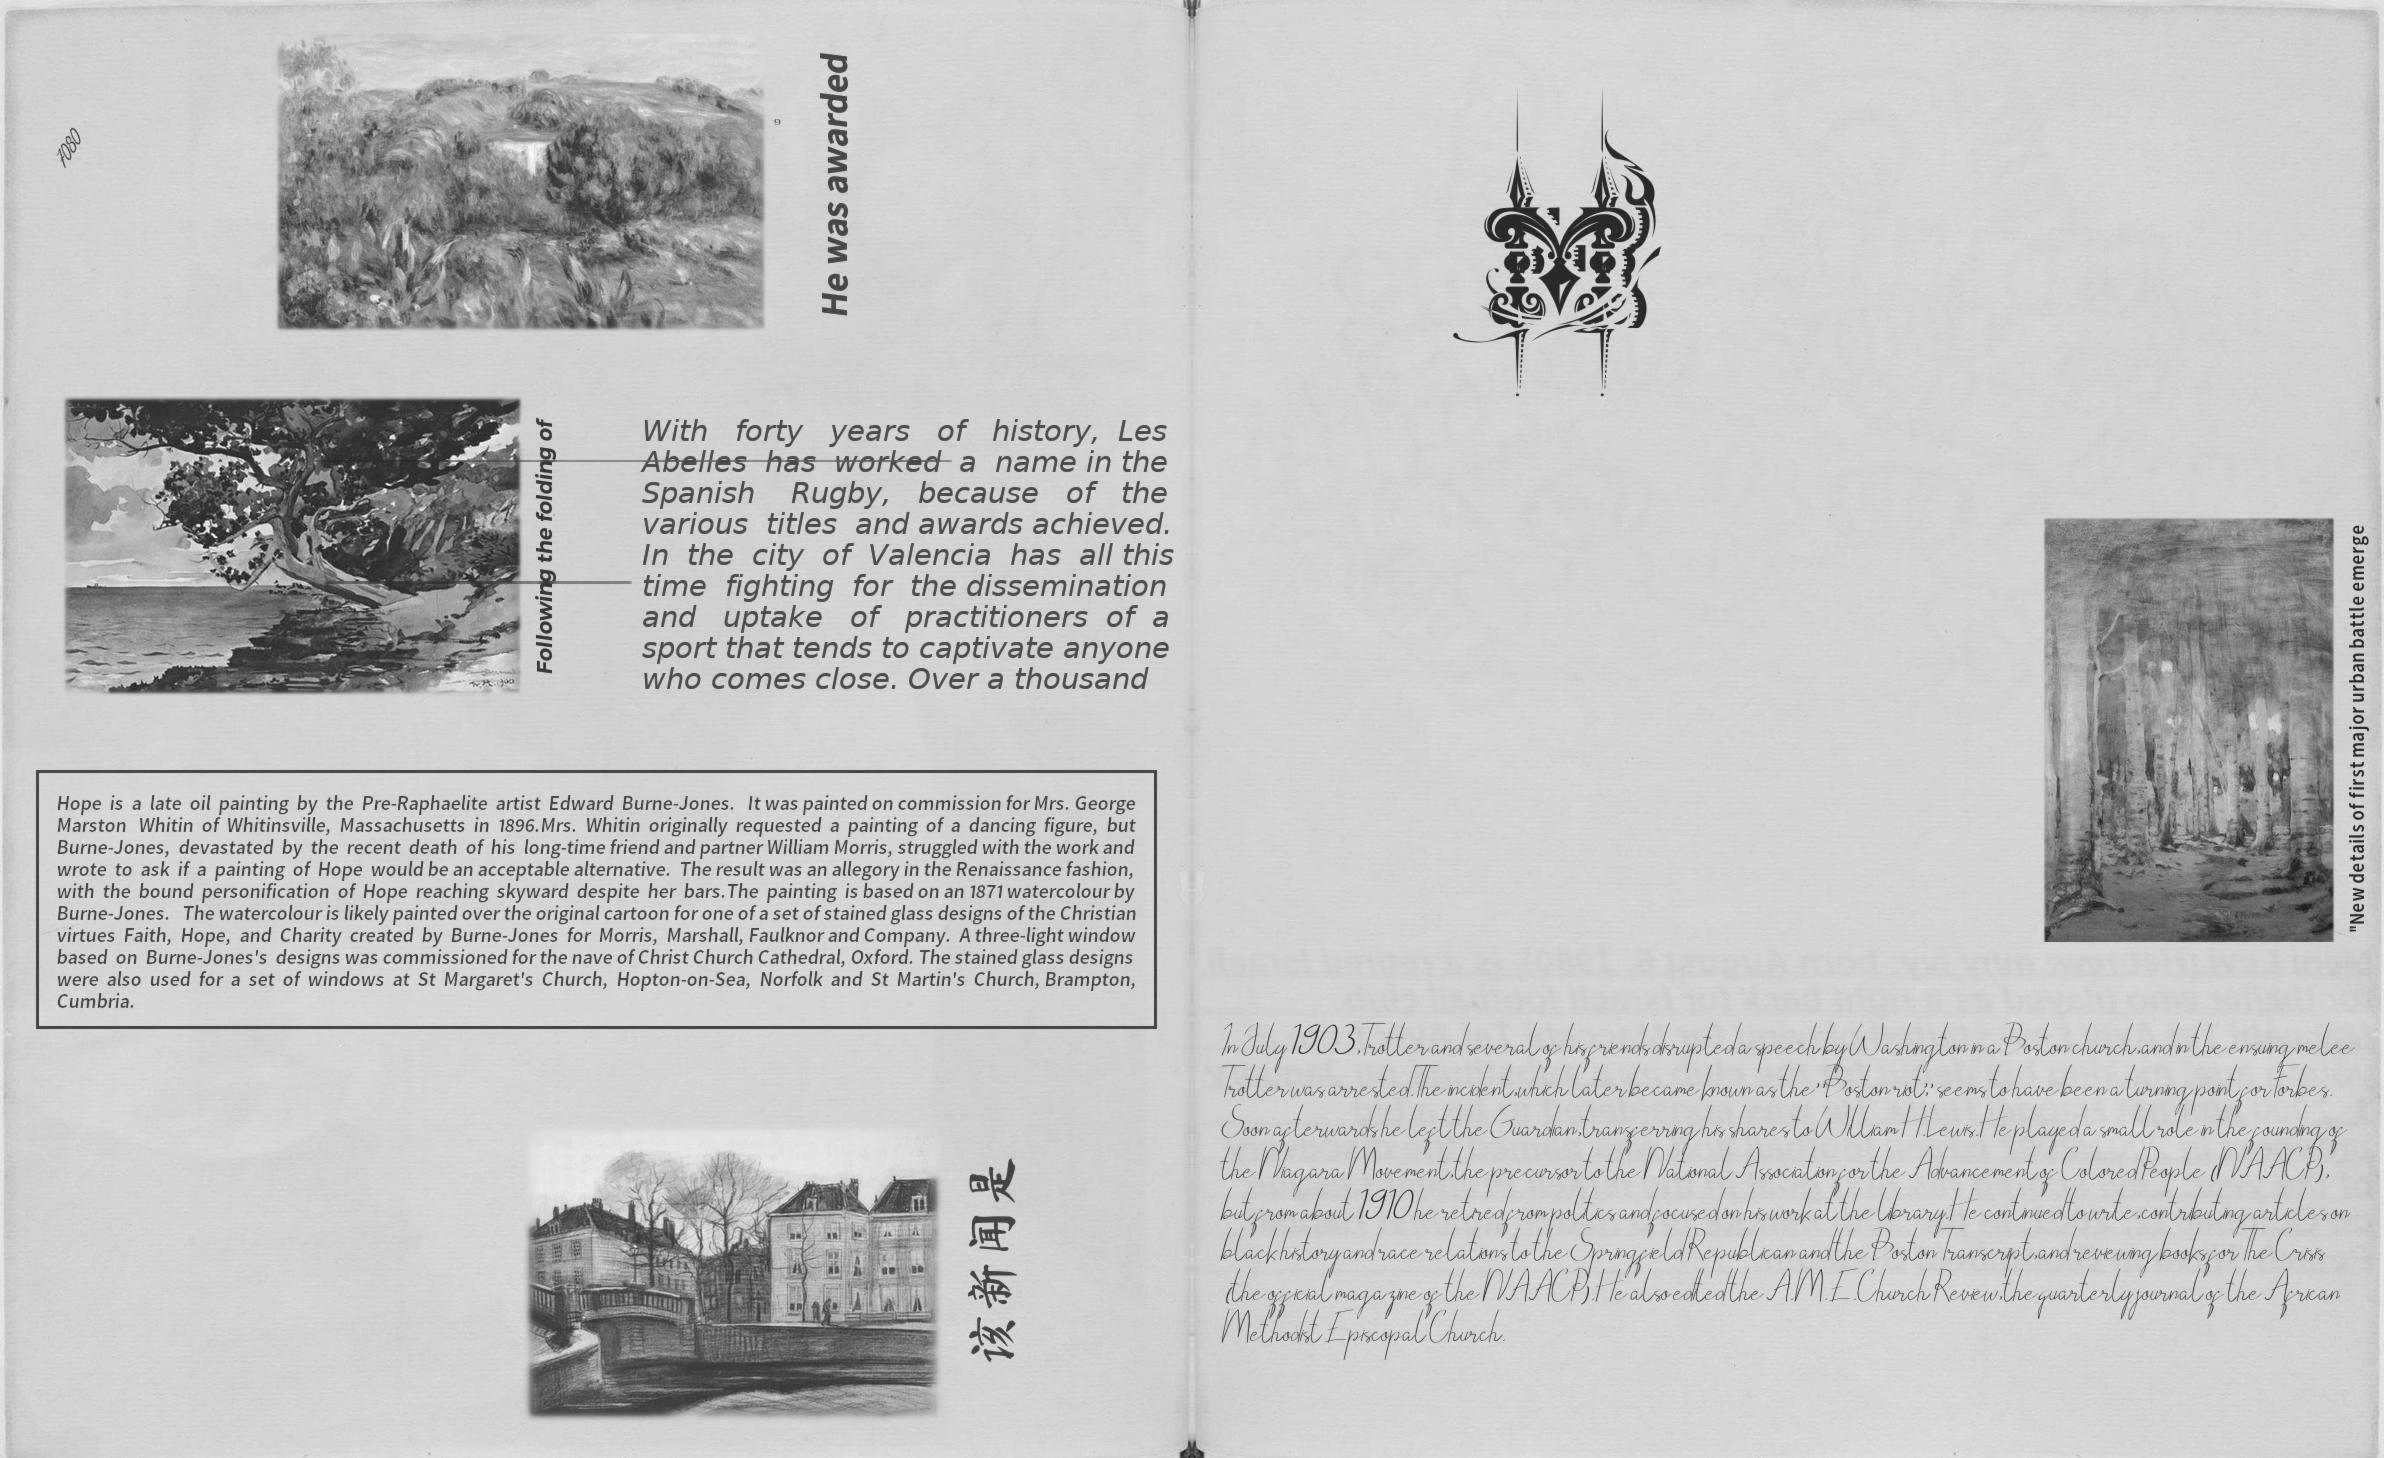 7080
9
He was awarded
Following the folding of
With forty years of history, Les
Abelles has worked a name in the
Spanish Rugby, because of the
various titles and awards achieved.
In the city of Valencia has all this
time fighting for the dissemination
and uptake of practitioners of a
sport that tends to captivate anyone
who comes close. Over a thousand
Hope is a late oil painting by the Pre-Raphaelite artist Edward Burne-Jones. It was painted on commission for Mrs. George
Marston Whitin of Whitinsville, Massachusetts in 1896.Mrs. Whitin originally requested a painting of a dancing figure, but
Burne-Jones, devastated by the recent death of his long-time friend and partner William Morris, struggled with the work and
wrote to ask if a painting of Hope would be an acceptable alternative. The result was an allegory in the Renaissance fashion,
with the bound personification of Hope reaching skyward despite her bars.The painting is based on an 1871 watercolour by
Burne-Jones. The watercolour is likely painted over the original cartoon for one of a set of stained glass designs of the Christian
virtues Faith, Hope, and Charity created by Burne-Jones for Morris, Marshall, Faulknor and Company. A three-light window
based on Burne-Jones's designs was commissioned for the nave of Christ Church Cathedral, Oxford. The stained glass designs
were also used for a set of windows at St Margaret's Church, Hopton-on-Sea, Norfolk and St Martin's Church, Brampton,
Cumbria.
该新闻是
"New details of first major urban battle emerge
In July 1903, Trotter and several of his friends disrupted a speech by Washington in a Boston church, and in the ensuing melee
Trotter was arrested. The incident, which later became known as the "Boston riot", seems to have been a turning point for Forbes.
Soon afterwards he left the Guardian, transferring his shares to William H. Lewis. He played a small role in the founding of
the Niagara Movement, the precursor to the National Association for the Advancement of Colored People (NAACP),
but from about 1910 he retired from politics and focused on his work at the library. He continued to write, contributing articles on
black history and race relations to the Springfield Republican and the Boston Transcript, and reviewing books for The Crisis
(the official magazine of the NAACP). He also edited the A.M.E. Church Review, the quarterly journal of the African
Methodist Episcopal Church.